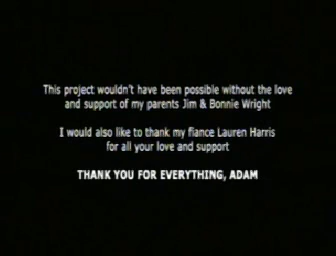 This project wouldn't have been possible without the love
and support of my parents Jim & Bonnie Wright
I would also like to thank my fiance Lauren Harris
for all your love and support
THANK YOU FOR EVERYTHING, ADAM